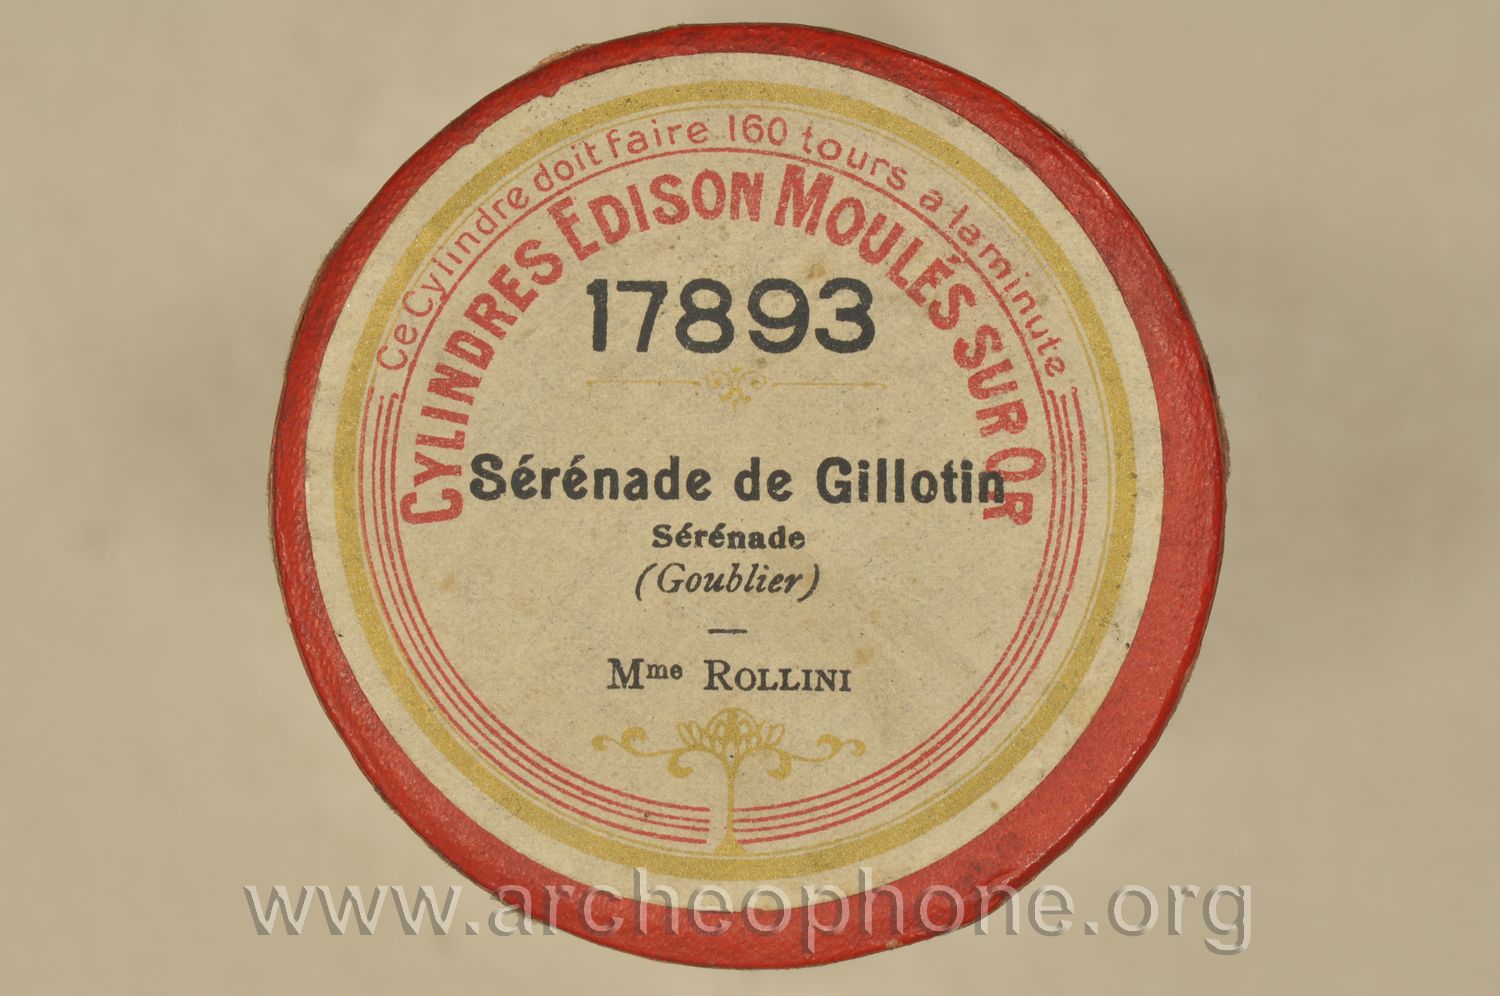 Ce Cylindre doit faire 160 tours à la minute
CYLINDRES EDISON MOULÉS SUR OR
17893
Sérénade de Gillotin
Sérénade
(Goublier)
Mme ROLLINI
www.archeophone.org